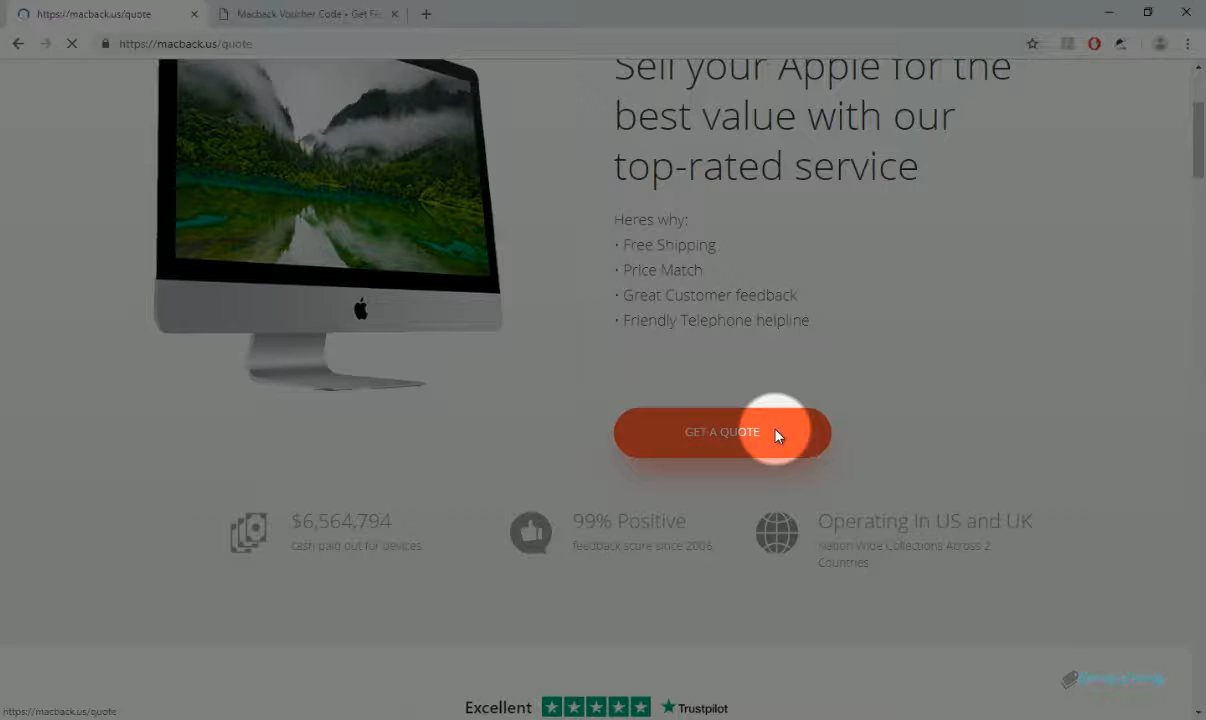 https://macback.us/quote
Macback Voucher Code • Get Fr
https://macback.us/quote
Sell your Apple for the
best value with our
top-rated service
Heres why:
• Free Shipping
• Price Match
• Great Customer feedback
• Friendly Telephone helpline
GET A QUOTE
$6,564,794
cash paid out for devices
99% Positive
feedback score since 2006
Operating in US and UK
Nation Wide Collections Across 2
Countries
https://macback.us/quote
Excellent
Trustpilot